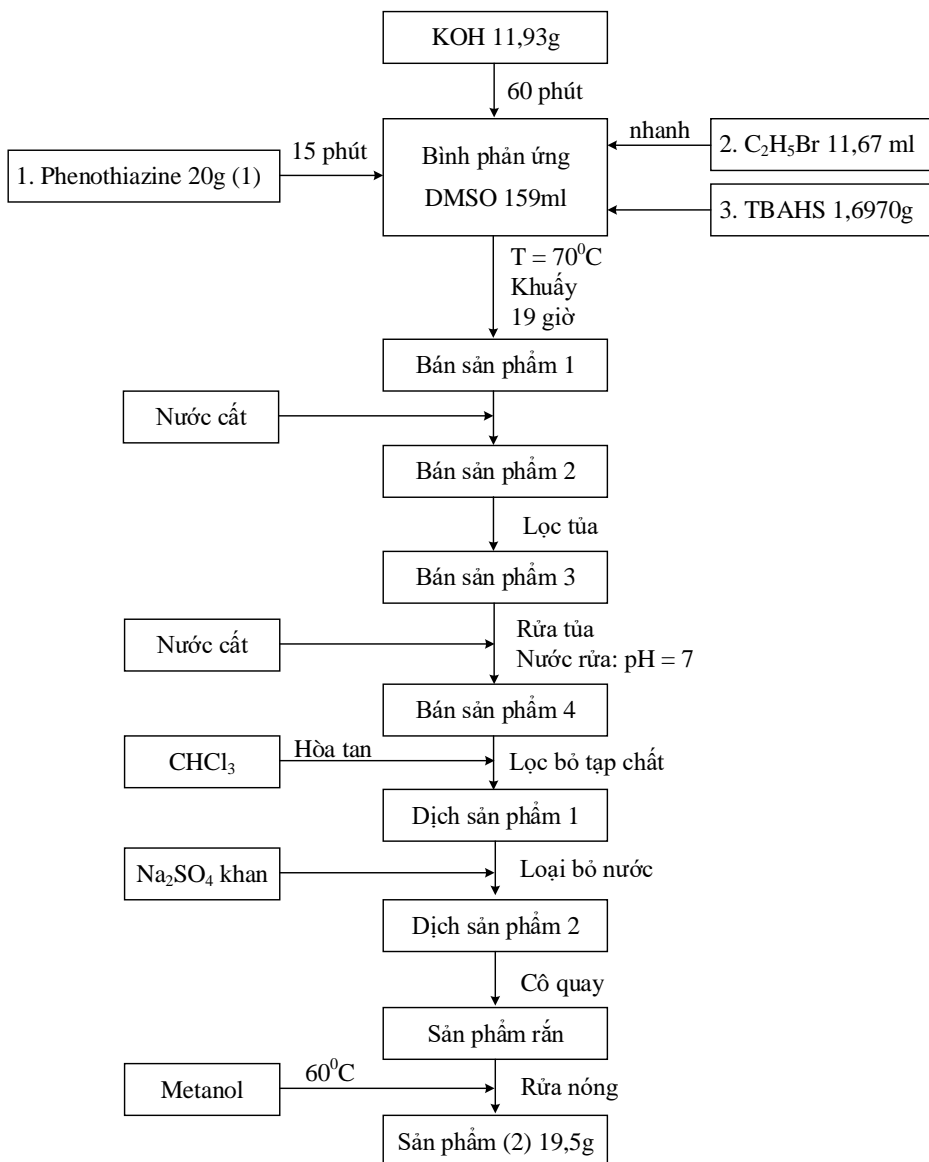 KOH 11,93g
60 phút
1. Phenothiazine 20g (1)
15 phút
Bình phản ứng
DMSO 159ml
nhanh
2. C₂H₅Br 11,67 ml
3. TBAHS 1,6970g
T = 70⁰C
Khuấy
19 giờ
Bán sản phẩm 1
Nước cất
Bán sản phẩm 2
Lọc tủa
Bán sản phẩm 3
Nước cất
Rửa tủa
Nước rửa: pH = 7
Bán sản phẩm 4
CHCl₃
Hòa tan
Lọc bỏ tạp chất
Dịch sản phẩm 1
Na₂SO₄ khan
Loại bỏ nước
Dịch sản phẩm 2
Cô quay
Sản phẩm rắn
Metanol
60⁰C
Rửa nóng
Sản phẩm (2) 19,5g